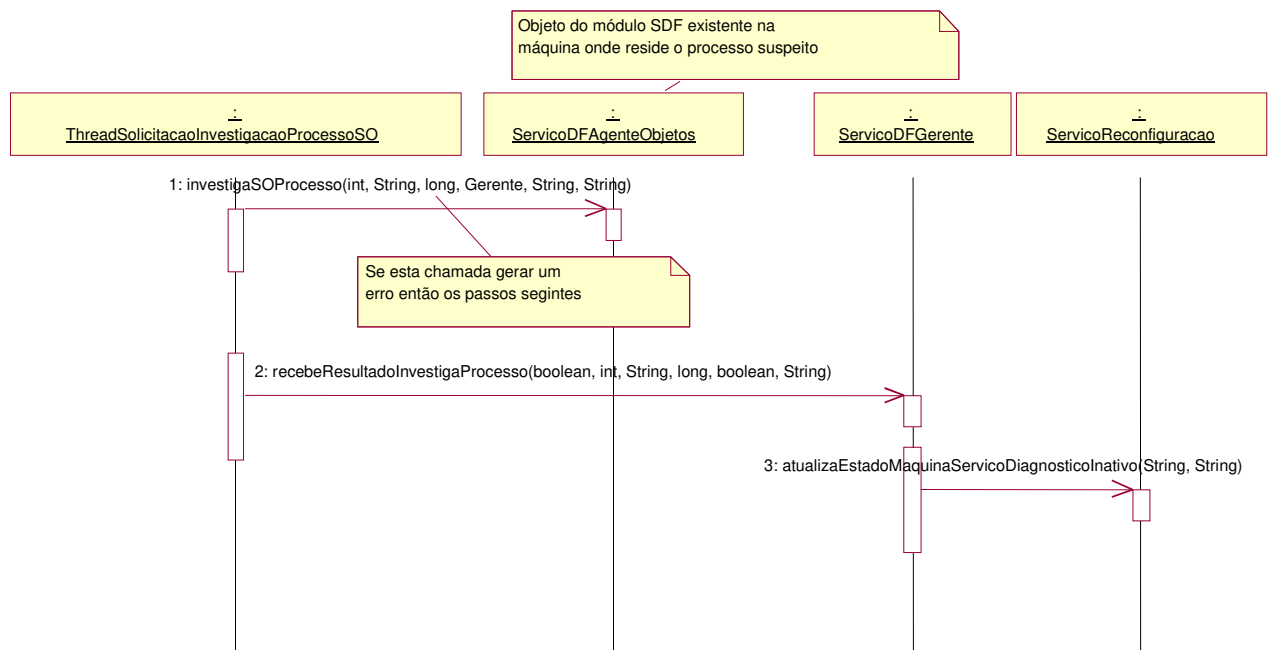 Objeto do módulo SDF existente na
máquina onde reside o processo suspeito
:
ThreadSolicitacaoInvestigacaoProcessoSO
:
ServicoDFAgenteObjetos
:
ServicoDFGerente
:
ServicoReconfiguracao
1: investigaSOProcesso(int, String, long, Gerente, String, String)
Se esta chamada gerar um
erro então os passos segintes
2: recebeResultadoInvestigaProcesso(boolean, int, String, long, boolean, String)
3: atualizaEstadoMaquinaServicoDiagnosticoInativo(String, String)